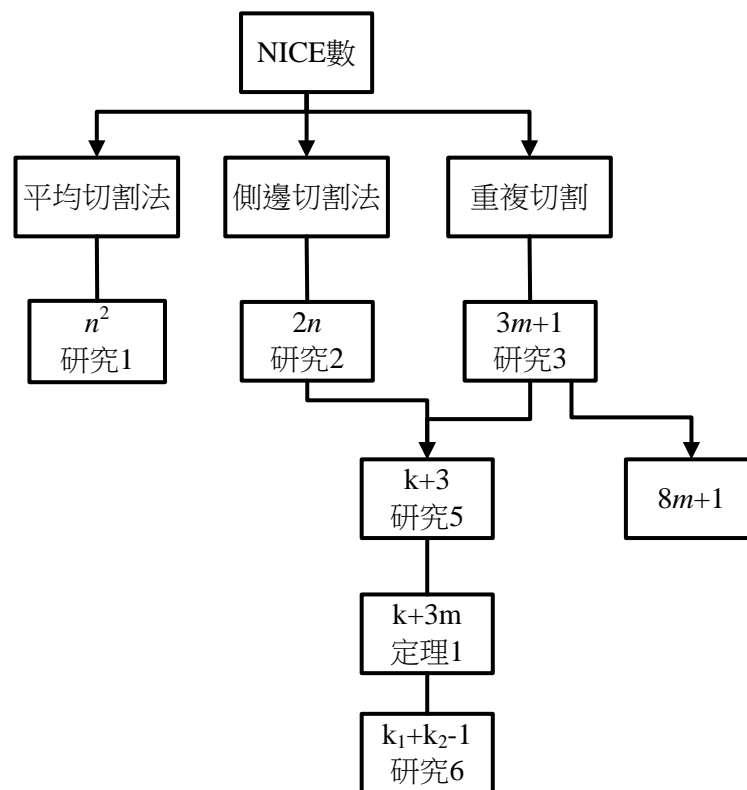 NICE數
平均切割法
側邊切割法
重複切割
n²
研究1
2n
研究2
3m+1
研究3
k+3
研究5
8m+1
k+3m
定理1
k₁+k₂-1
研究6